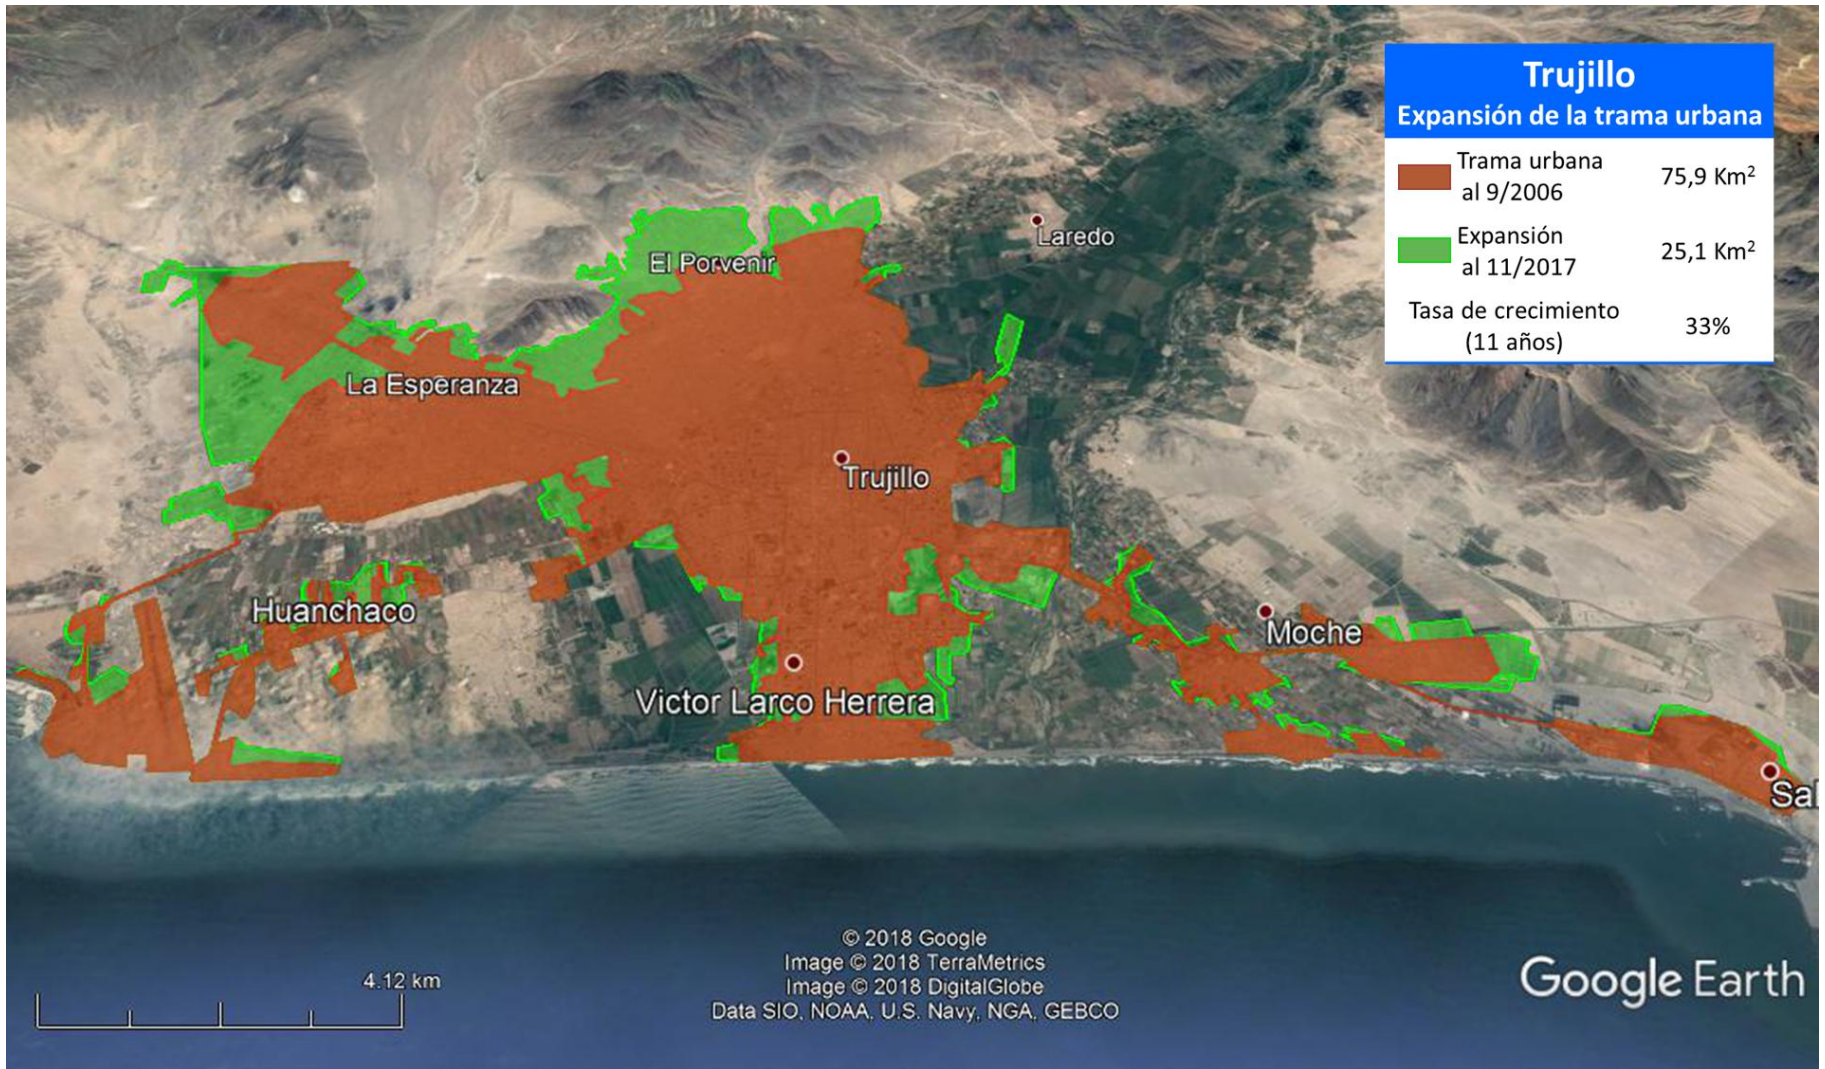 Trujillo
Expansión de la trama urbana
Trama urbana
al 9/2006
75,9 Km²
Expansión
al 11/2017
25,1 Km²
Tasa de crecimiento
(11 años)
33%
Laredo
El Porvenir
La Esperanza
Trujillo
Huanchaco
Moche
Victor Larco Herrera
Sal
4.12 km
© 2018 Google
Image © 2018 TerraMetrics
Image © 2018 DigitalGlobe
Data SIO, NOAA, U.S. Navy, NGA, GEBCO
Google Earth